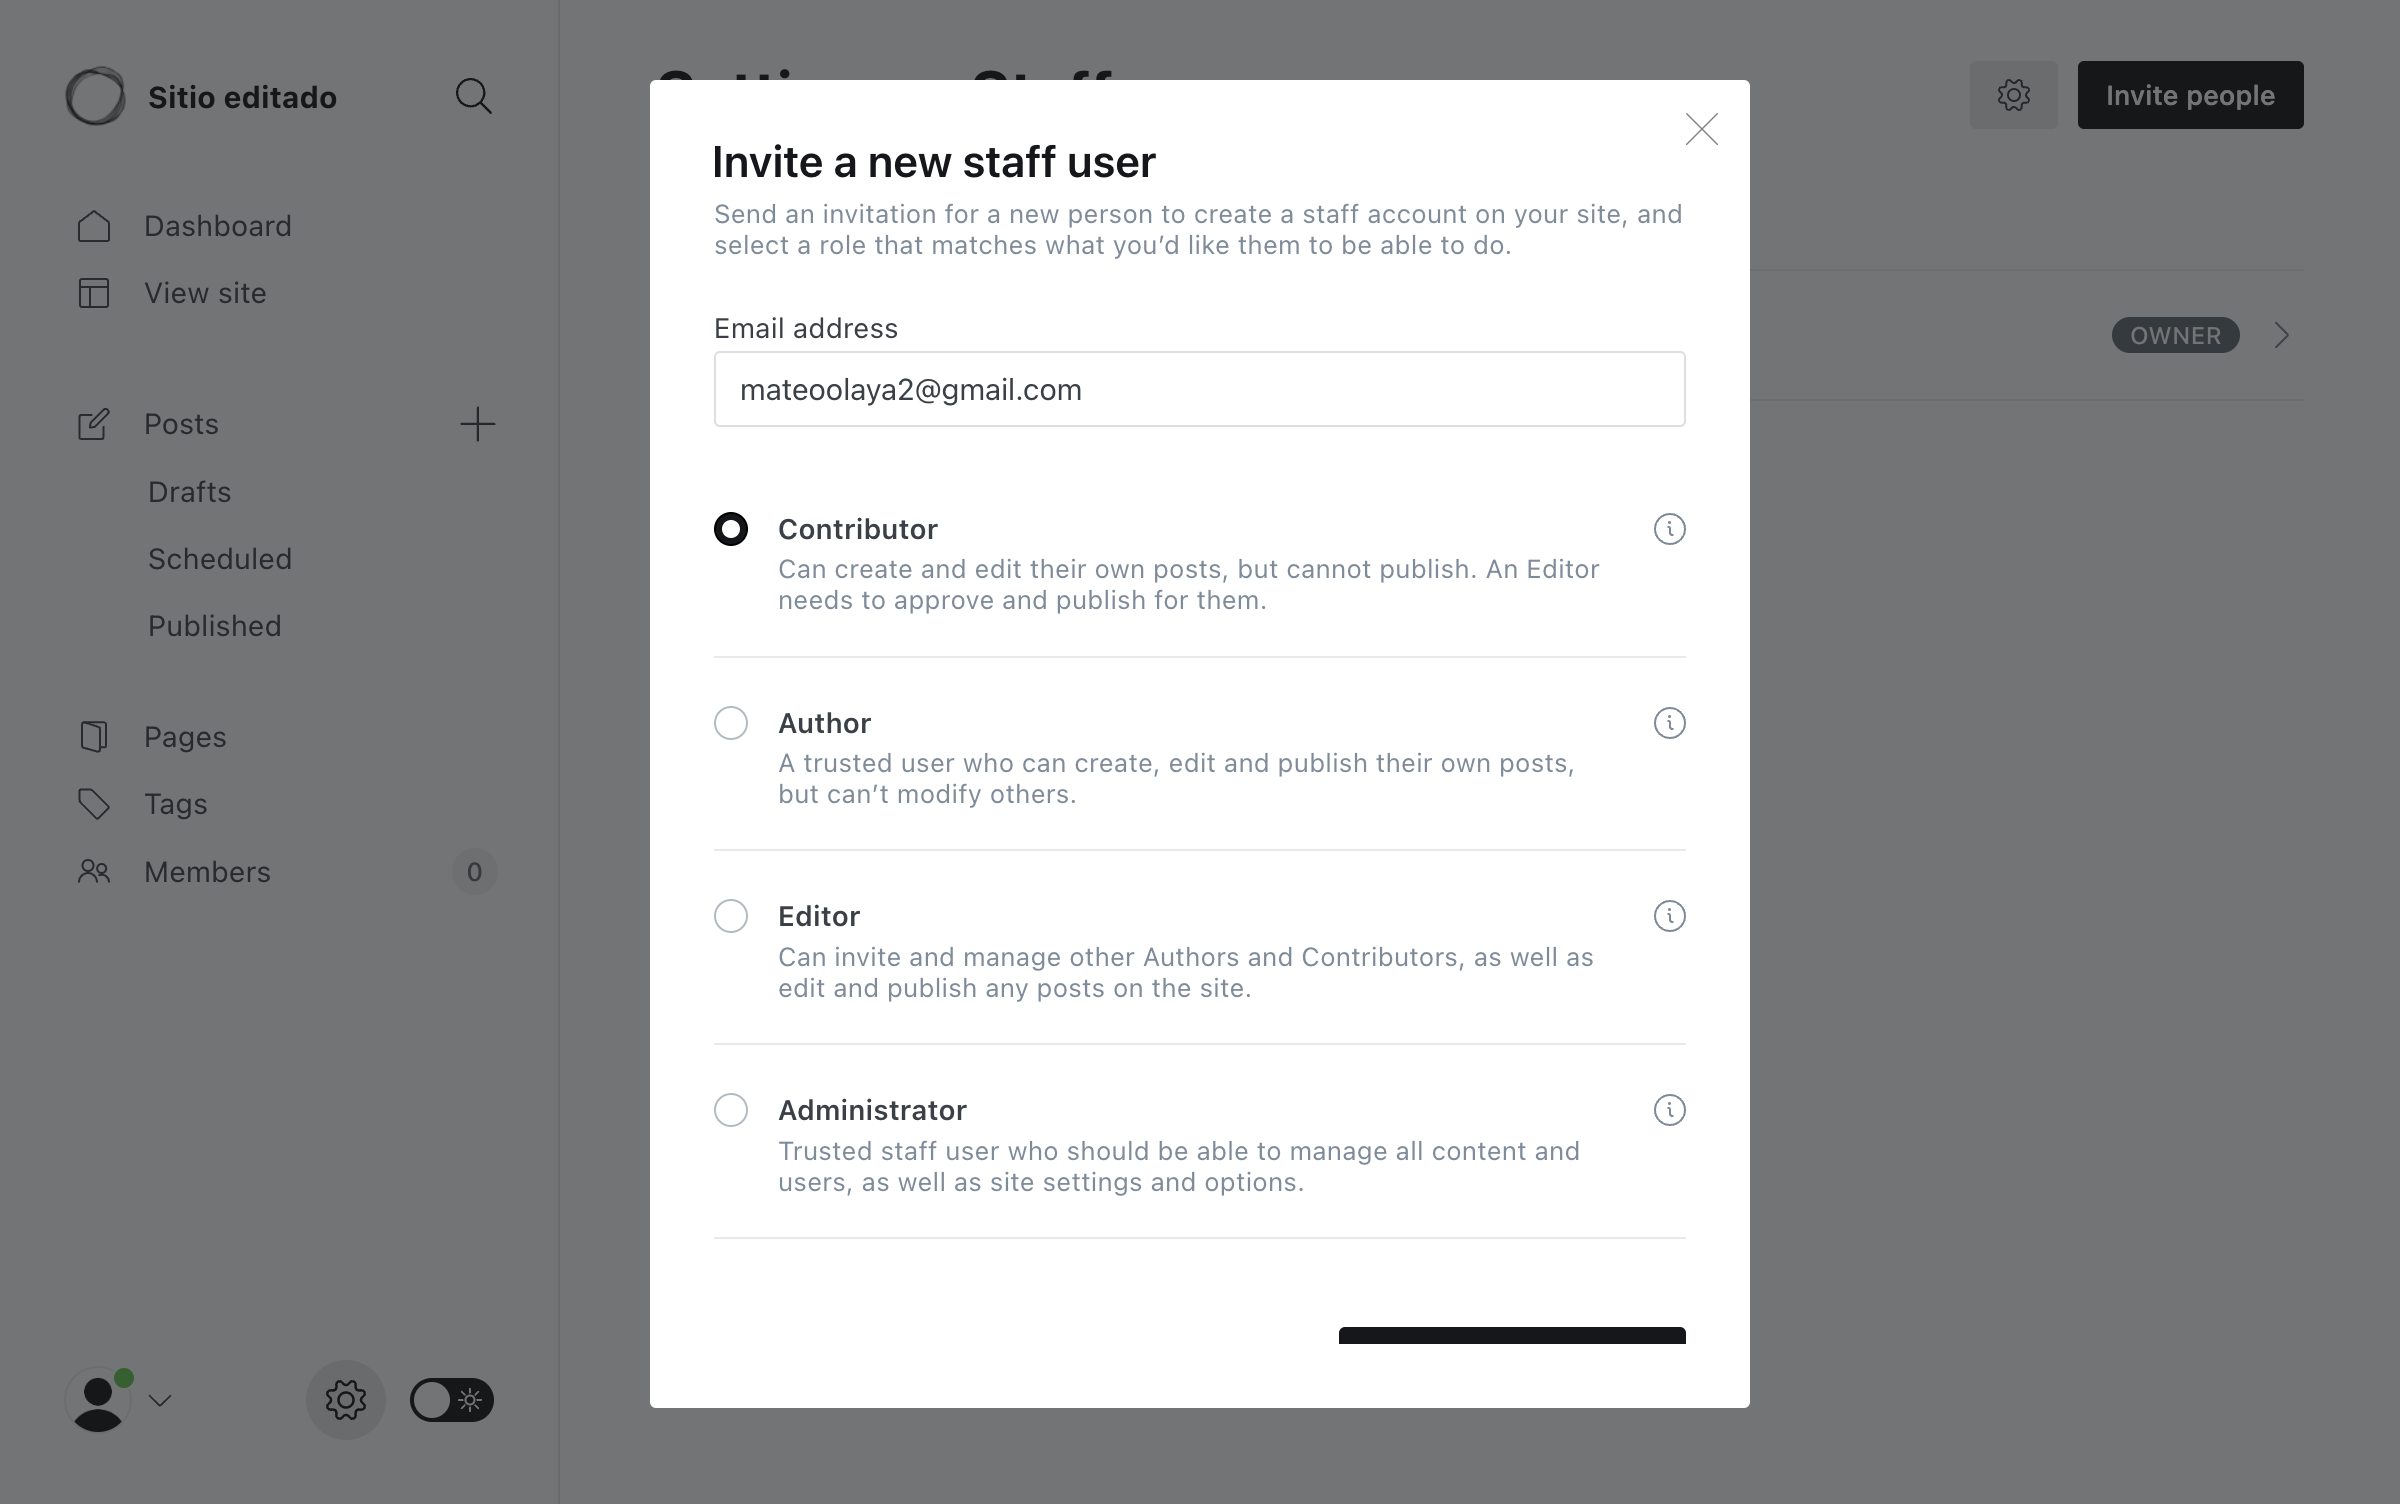 Sitio editado
Dashboard
View site
Posts
Drafts
Scheduled
Published
Pages
Tags
Members
0
Invite people
OWNER
Invite a new staff user
Send an invitation for a new person to create a staff account on your site, and
select a role that matches what you’d like them to be able to do.
Email address
mateoolaya2@gmail.com
Contributor
Can create and edit their own posts, but cannot publish. An Editor
needs to approve and publish for them.
Author
A trusted user who can create, edit and publish their own posts,
but can’t modify others.
Editor
Can invite and manage other Authors and Contributors, as well as
edit and publish any posts on the site.
Administrator
Trusted staff user who should be able to manage all content and
users, as well as site settings and options.